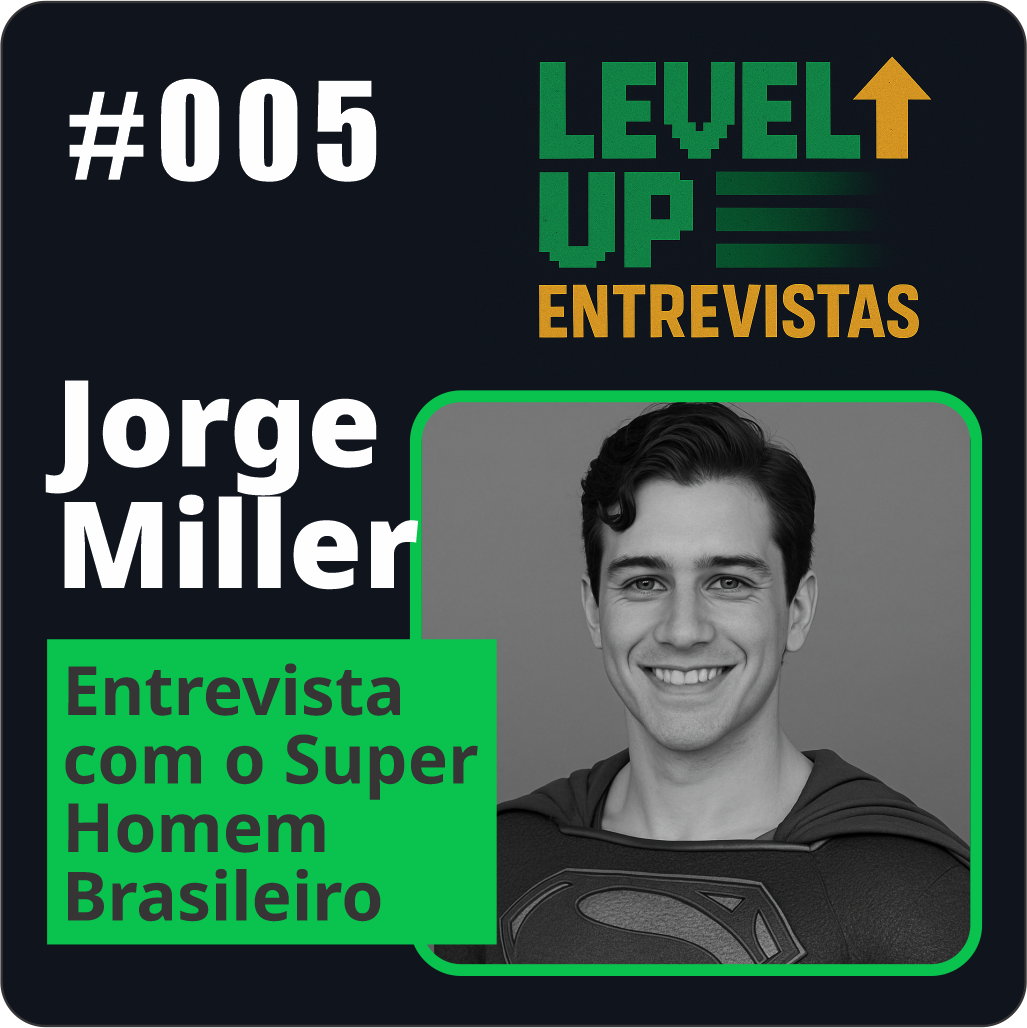 #005
LEVEL
UP
ENTREVISTAS
Jorge
Miller
Entrevista
com o Super
Homem
Brasileiro